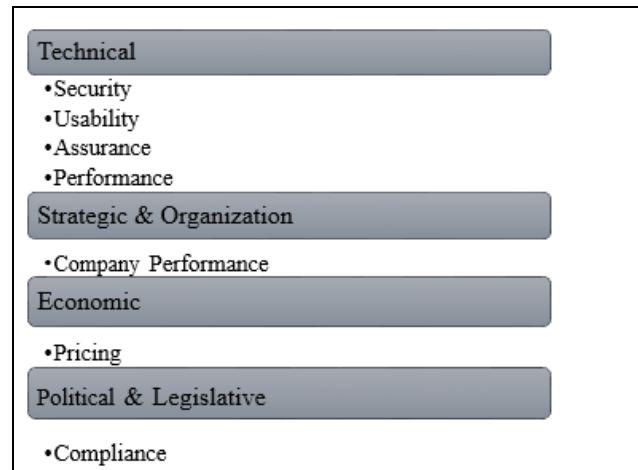 Technical
•Security
•Usability
•Assurance
•Performance
Strategic & Organization
•Company Performance
Economic
•Pricing
Political & Legislative
•Compliance